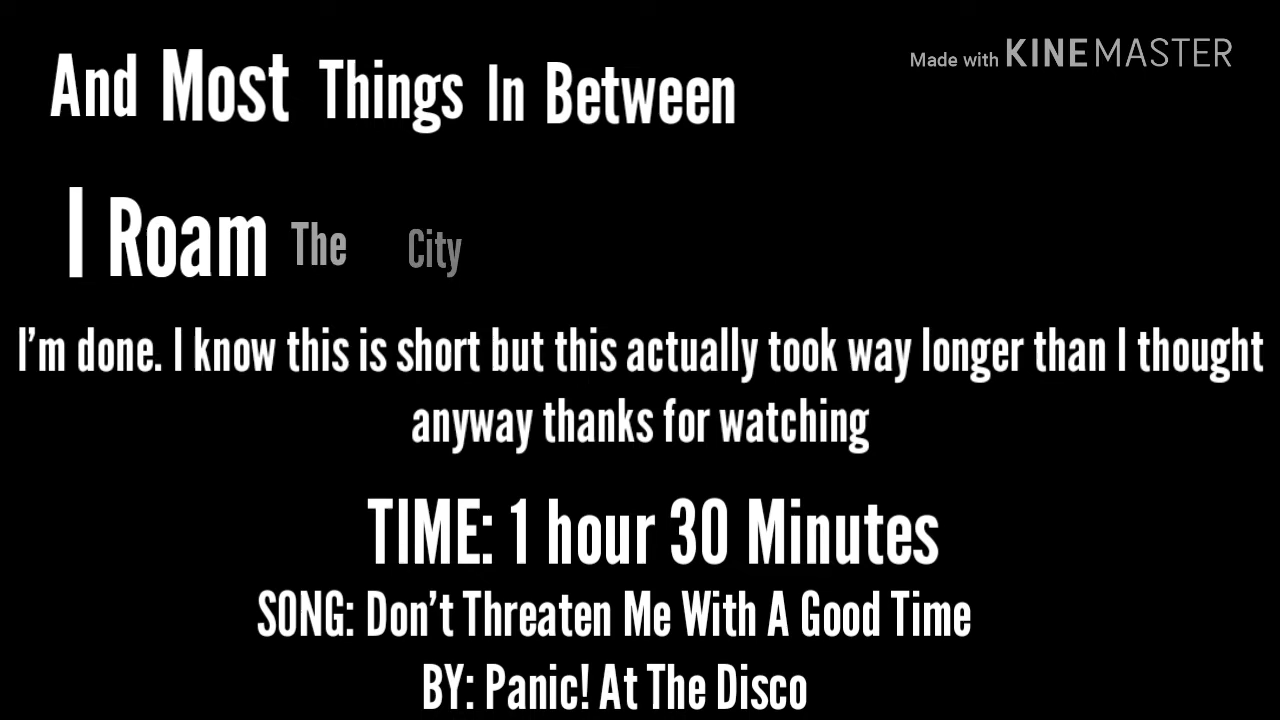 And Most Things In Between
Made with KINEMASTER
I Roam The City
I'm done. I know this is short but this actually took way longer than I thought
anyway thanks for watching
TIME: 1 hour 30 Minutes
SONG: Don't Threaten Me With A Good Time
BY: Panic! At The Disco